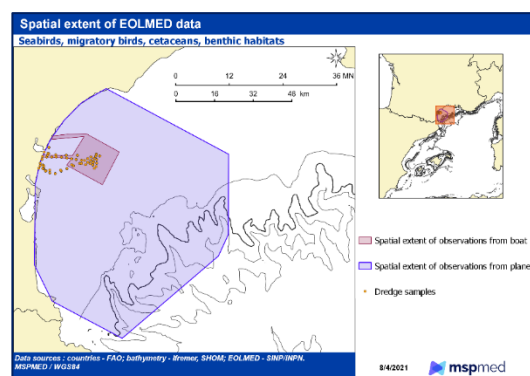 Spatial extent of EOLMED data
Seabirds, migratory birds, cetaceans, benthic habitats
0 12 24 36 MN
0 16 32 48 km
Spatial extent of observations from boat
Spatial extent of observations from plane
Dredge samples
Data sources : countries - FAO; bathymetry - Ifremer, SHOM; EOLMED - SINP/INPN.
MSPMED / WGS84
8/4/2021
mspmed